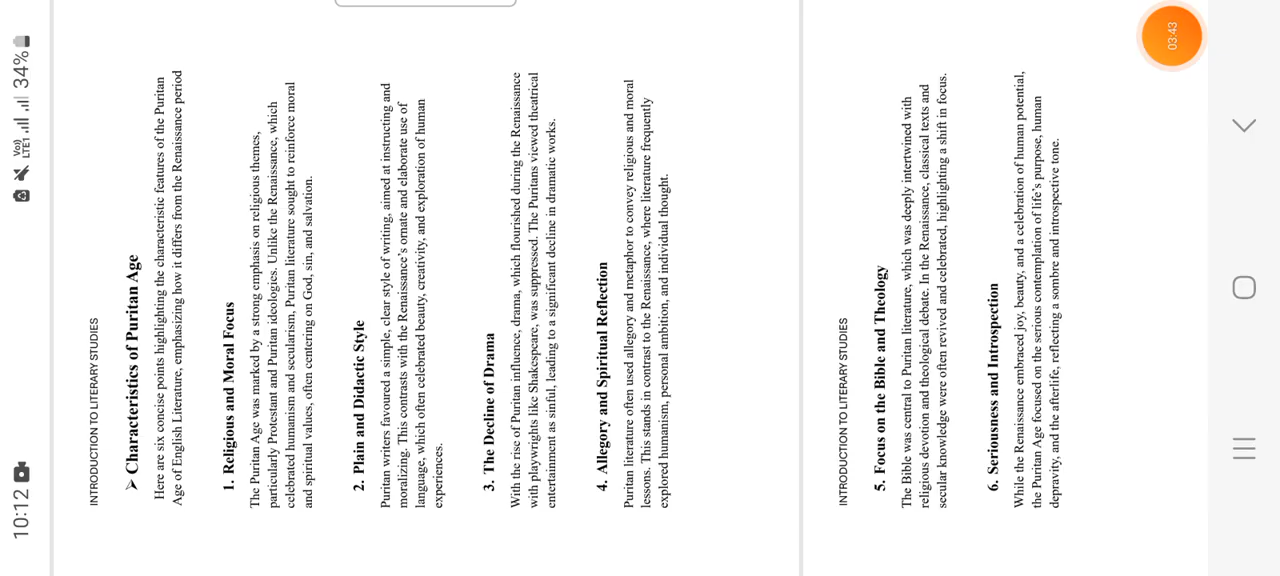 10:12
Vo))
LTE1
34%
03:43
INTRODUCTION TO LITERARY STUDIES
➤ Characteristics of Puritan Age
Here are six concise points highlighting the characteristic features of the Puritan
Age of English Literature, emphasizing how it differs from the Renaissance period
1. Religious and Moral Focus
The Puritan Age was marked by a strong emphasis on religious themes,
particularly Protestant and Puritan ideologies. Unlike the Renaissance, which
celebrated humanism and secularism, Puritan literature sought to reinforce moral
and spiritual values, often centering on God, sin, and salvation.
2. Plain and Didactic Style
Puritan writers favoured a simple, clear style of writing, aimed at instructing and
moralizing. This contrasts with the Renaissance's ornate and elaborate use of
language, which often celebrated beauty, creativity, and exploration of human
experiences.
3. The Decline of Drama
With the rise of Puritan influence, drama, which flourished during the Renaissance
with playwrights like Shakespeare, was suppressed. The Puritans viewed theatrical
entertainment as sinful, leading to a significant decline in dramatic works.
4. Allegory and Spiritual Reflection
Puritan literature often used allegory and metaphor to convey religious and moral
lessons. This stands in contrast to the Renaissance, where literature frequently
explored humanism, personal ambition, and individual thought.
INTRODUCTION TO LITERARY STUDIES
5. Focus on the Bible and Theology
The Bible was central to Puritan literature, which was deeply intertwined with
religious devotion and theological debate. In the Renaissance, classical texts and
secular knowledge were often revived and celebrated, highlighting a shift in focus.
6. Seriousness and Introspection
While the Renaissance embraced joy, beauty, and a celebration of human potential,
the Puritan Age focused on the serious contemplation of life's purpose, human
depravity, and the afterlife, reflecting a sombre and introspective tone.